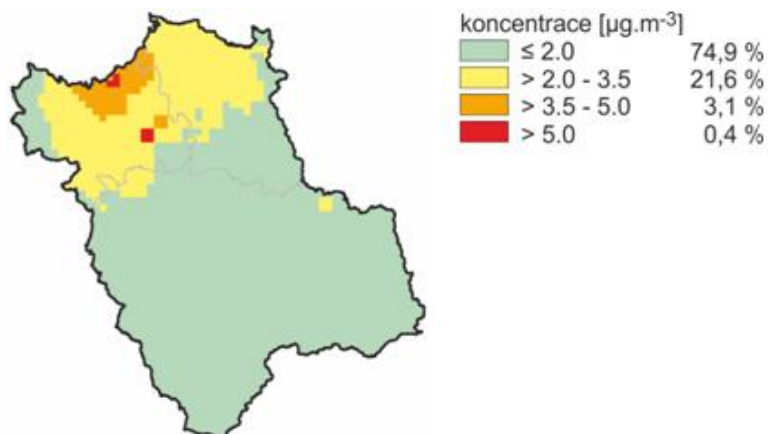 koncentrace [µg.m-3]
≤ 2.0 74,9 %
> 2.0 - 3.5 21,6 %
> 3.5 - 5.0 3,1 %
> 5.0 0,4 %